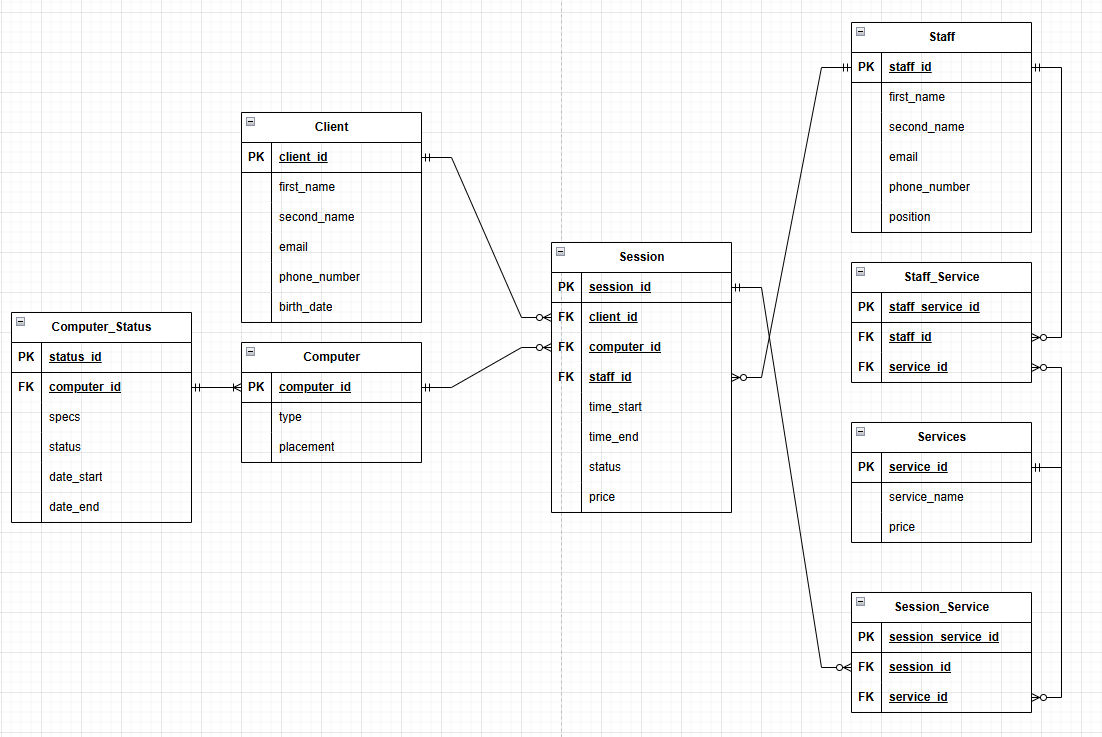 Staff
PK staff_id
first_name
second_name
email
phone_number
position
Client
PK client_id
first_name
second_name
email
phone_number
birth_date
Session
PK session_id
FK client_id
FK computer_id
FK staff_id
time_start
time_end
status
price
Staff_Service
PK staff_service_id
FK staff_id
FK service_id
Computer_Status
PK status_id
FK computer_id
specs
status
date_start
date_end
Computer
PK computer_id
type
placement
Services
PK service_id
service_name
price
Session_Service
PK session_service_id
FK session_id
FK service_id